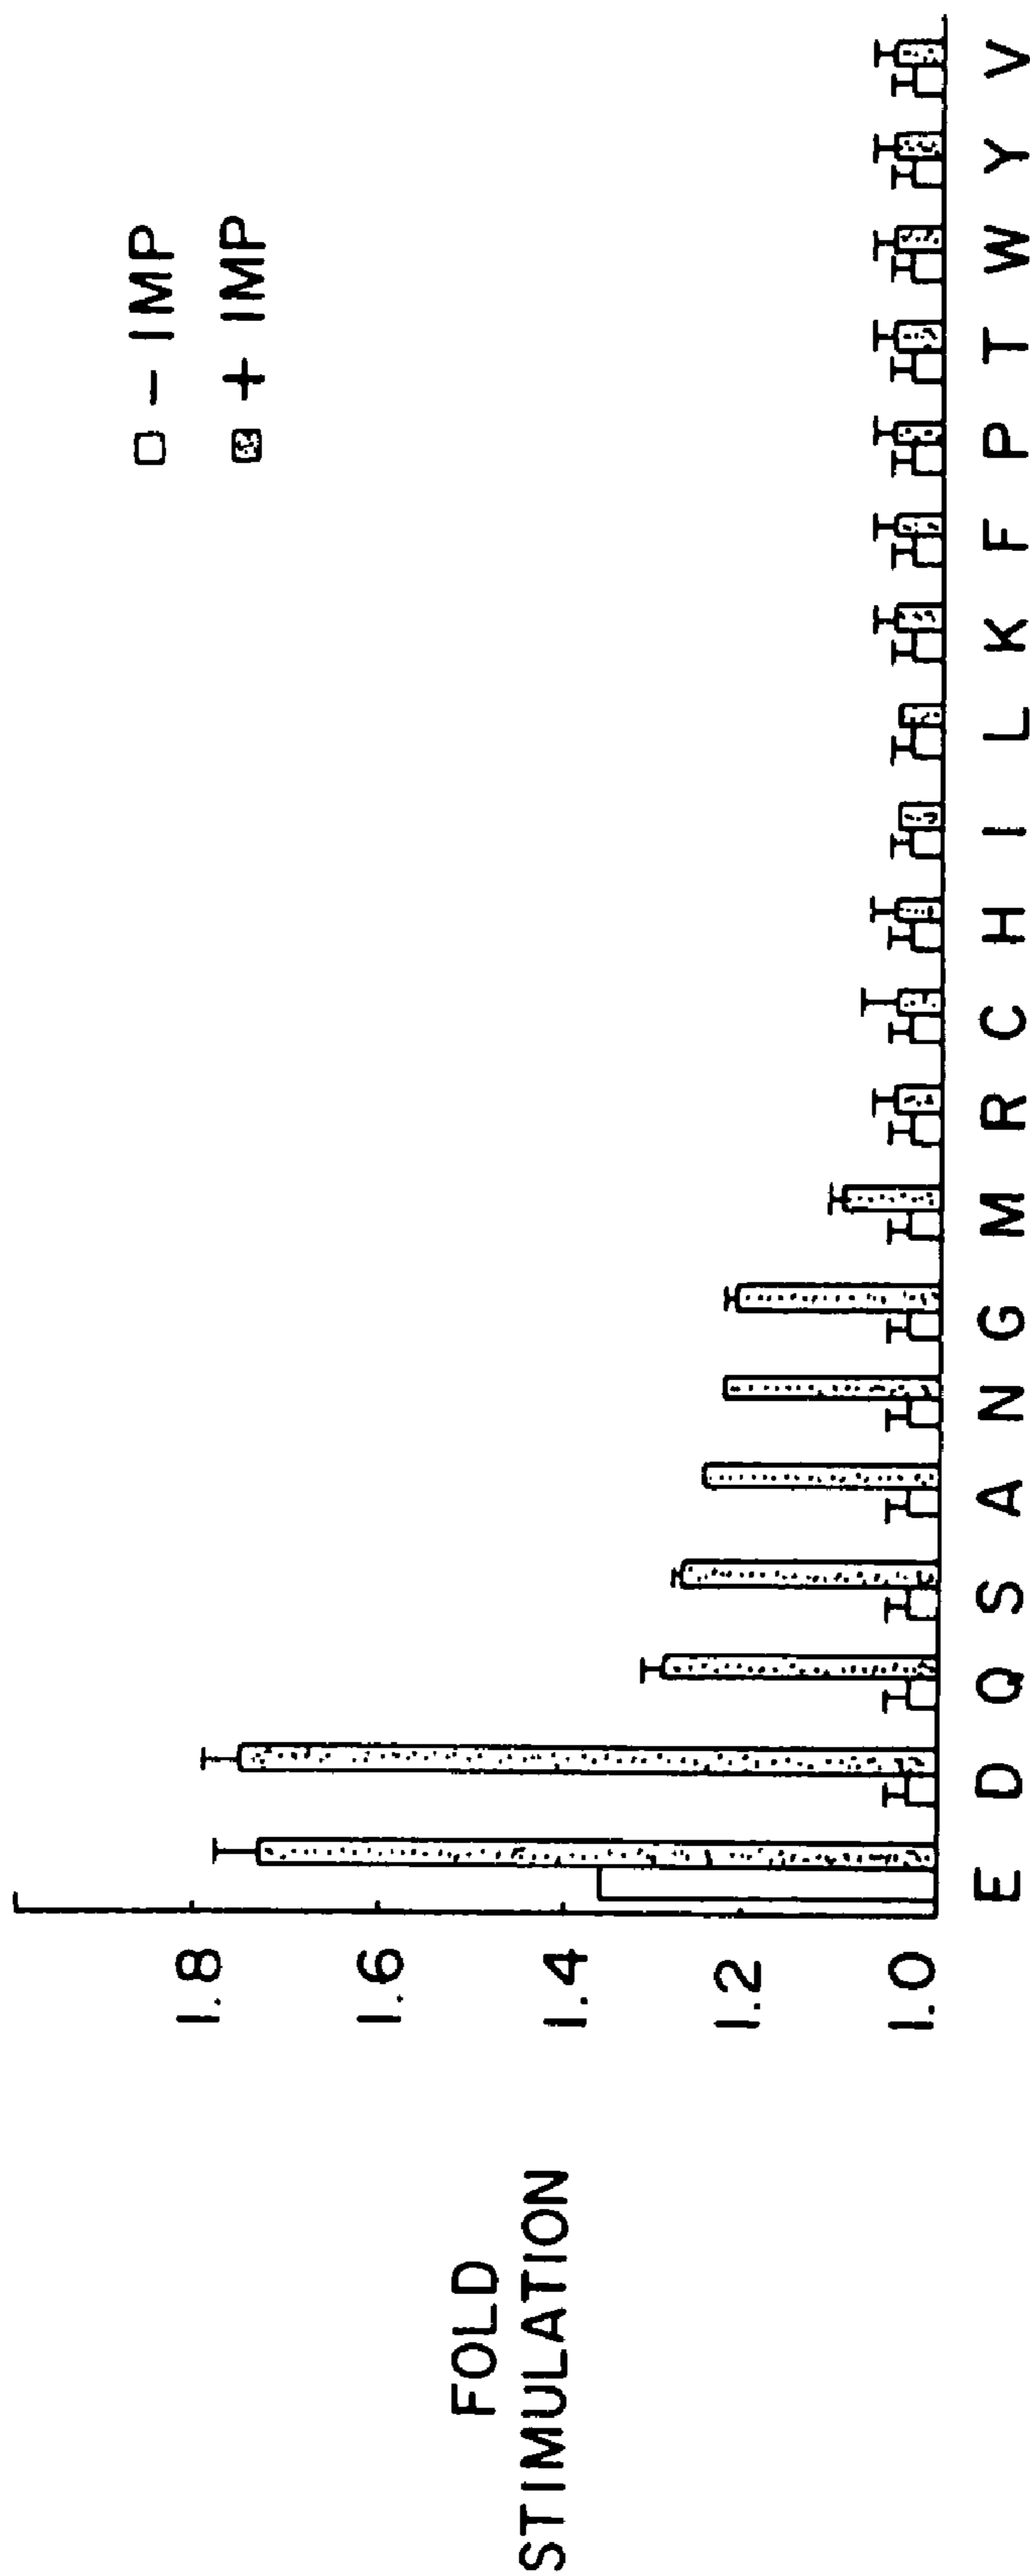 FOLD
STIMULATION
1.8
1.6
1.4
1.2
1.0
− IMP
+ IMP
E D Q S A N G M R C H I L K F P T W Y V